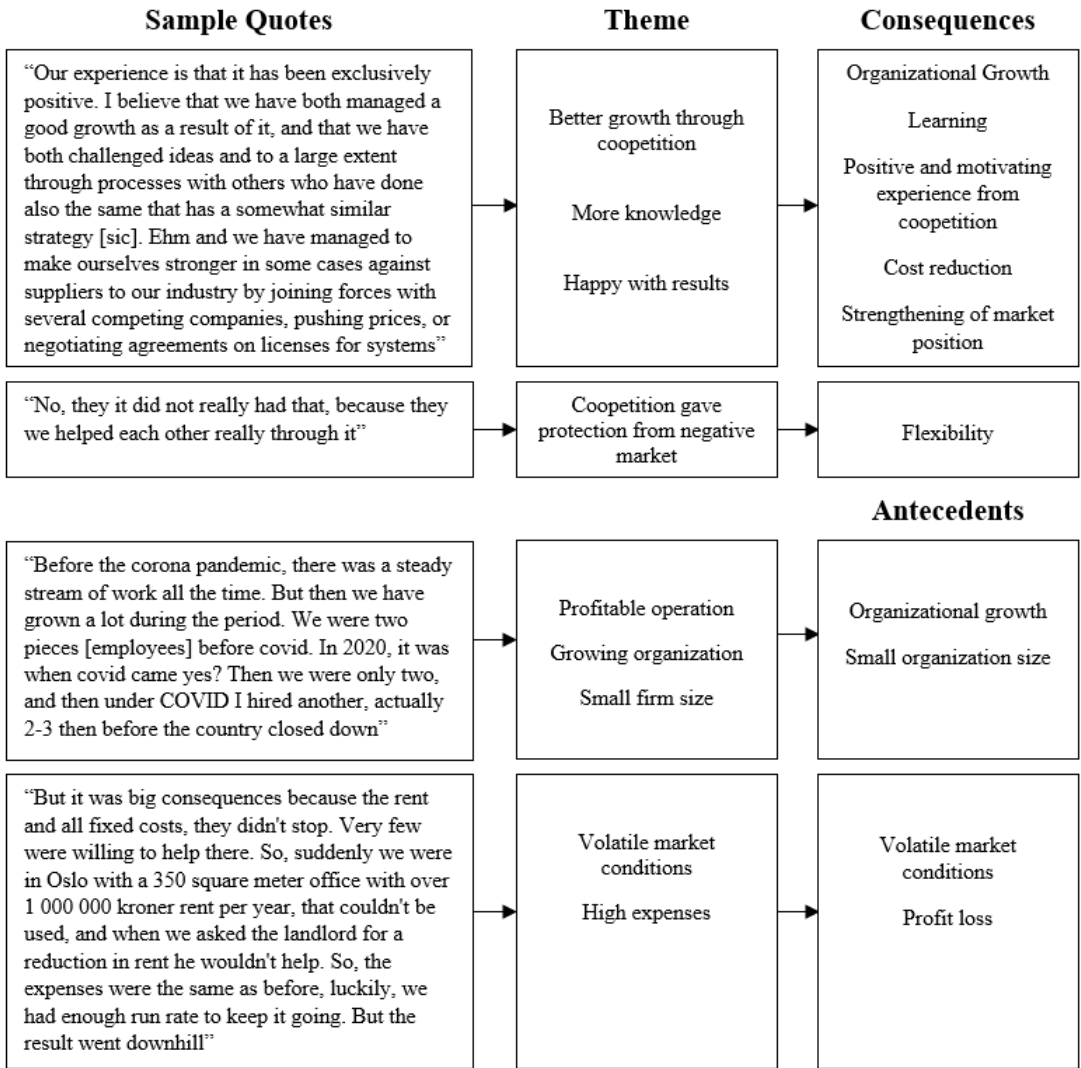 Sample Quotes
Theme
Consequences
“Our experience is that it has been exclusively
positive. I believe that we have both managed a
good growth as a result of it, and that we have
both challenged ideas and to a large extent
through processes with others who have done
also the same that has a somewhat similar
strategy [sic]. Ehm and we have managed to
make ourselves stronger in some cases against
suppliers to our industry by joining forces with
several competing companies, pushing prices, or
negotiating agreements on licenses for systems”
Better growth through
coopetition
More knowledge
Happy with results
Organizational Growth
Learning
Positive and motivating
experience from
coopetition
Cost reduction
Strengthening of market
position
“No, they it did not really had that, because they
we helped each other really through it”
Coopetition gave
protection from negative
market
Flexibility
Antecedents
“Before the corona pandemic, there was a steady
stream of work all the time. But then we have
grown a lot during the period. We were two
pieces [employees] before covid. In 2020, it was
when covid came yes? Then we were only two,
and then under COVID I hired another, actually
2-3 then before the country closed down”
Profitable operation
Growing organization
Small firm size
Organizational growth
Small organization size
“But it was big consequences because the rent
and all fixed costs, they didn't stop. Very few
were willing to help there. So, suddenly we were
in Oslo with a 350 square meter office with over
1 000 000 kroner rent per year, that couldn't be
used, and when we asked the landlord for a
reduction in rent he wouldn't help. So, the
expenses were the same as before, luckily, we
had enough run rate to keep it going. But the
result went downhill”
Volatile market
conditions
High expenses
Volatile market
conditions
Profit loss